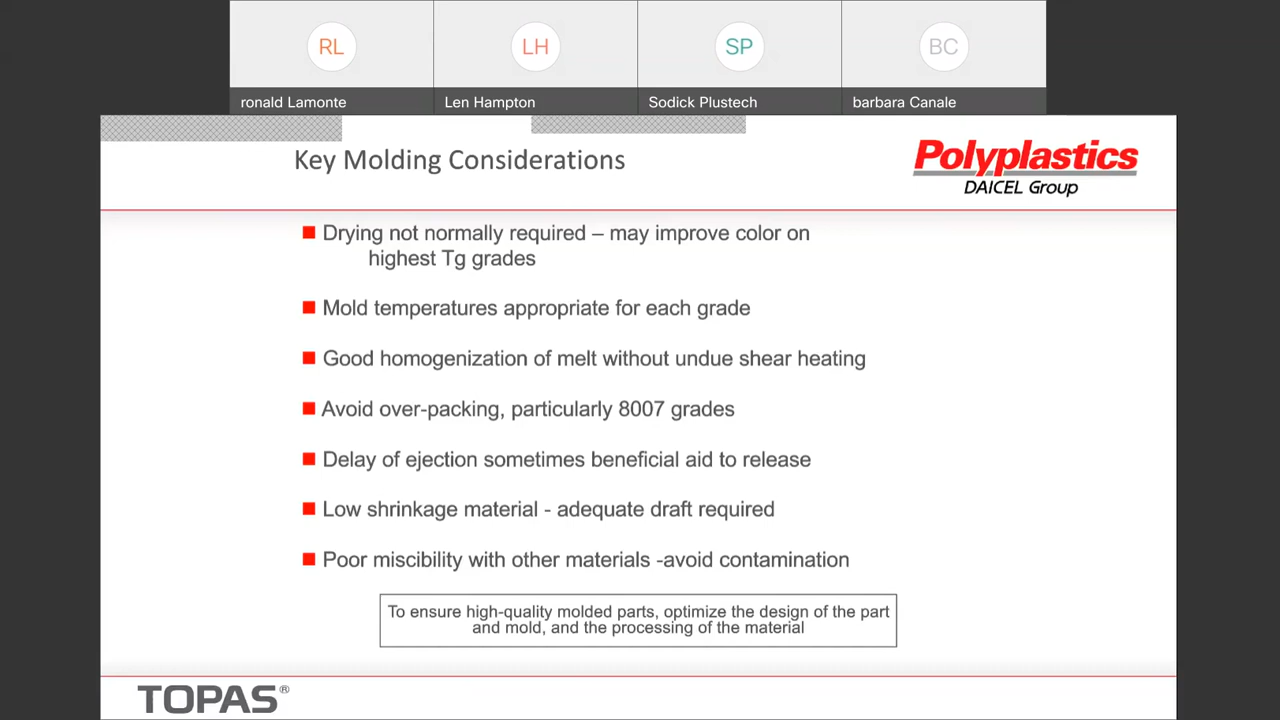 RL
LH
SP
BC
ronald Lamonte
Len Hampton
Sodick Plustech
barbara Canale
Key Molding Considerations
Polyplastics
DAICEL Group
Drying not normally required – may improve color on
highest Tg grades
Mold temperatures appropriate for each grade
Good homogenization of melt without undue shear heating
Avoid over-packing, particularly 8007 grades
Delay of ejection sometimes beneficial aid to release
Low shrinkage material - adequate draft required
Poor miscibility with other materials -avoid contamination
To ensure high-quality molded parts, optimize the design of the part
and mold, and the processing of the material
TOPAS®